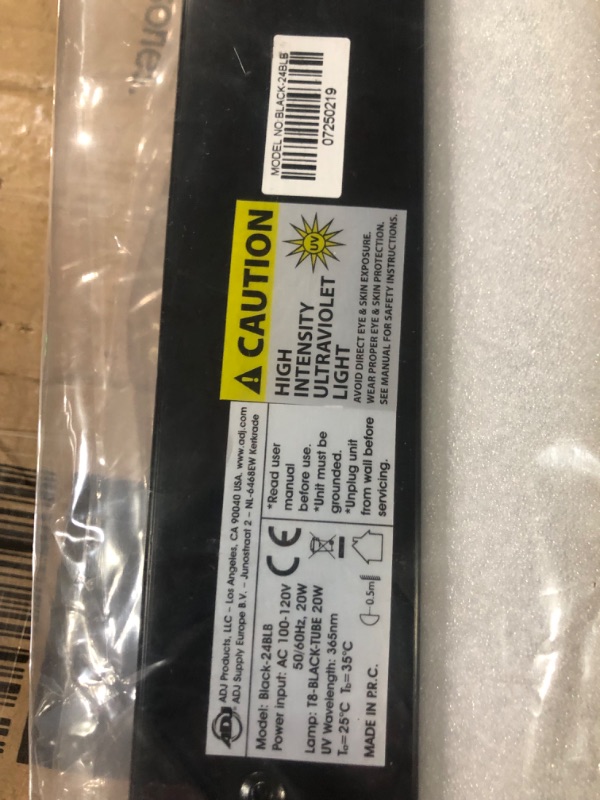 MODEL NO:BLACK-24BLB
07250219
CAUTION
UV
HIGH
INTENSITY
ULTRAVIOLET
LIGHT
AVOID DIRECT EYE & SKIN EXPOSURE.
WEAR PROPER EYE & SKIN PROTECTION.
SEE MANUAL FOR SAFETY INSTRUCTIONS.
ADJ
ADJ Products, LLC – Los Angeles, CA 90040 USA. www.adj.com
ADJ Supply Europe B.V. – Junostraat 2 – NL-6468EW Kerkrade
Model: Black-24BLB
Power input: AC 100-120V
50/60Hz, 20W
Lamp: T8-BLACK-TUBE 20W
UV Wavelength: 365nm
Ta=25°C Tb=35°C
MADE IN P.R.C.
CE
0.5m
*Read user
manual
before use.
*Unit must be
grounded.
*Unplug unit
from wall before
servicing.